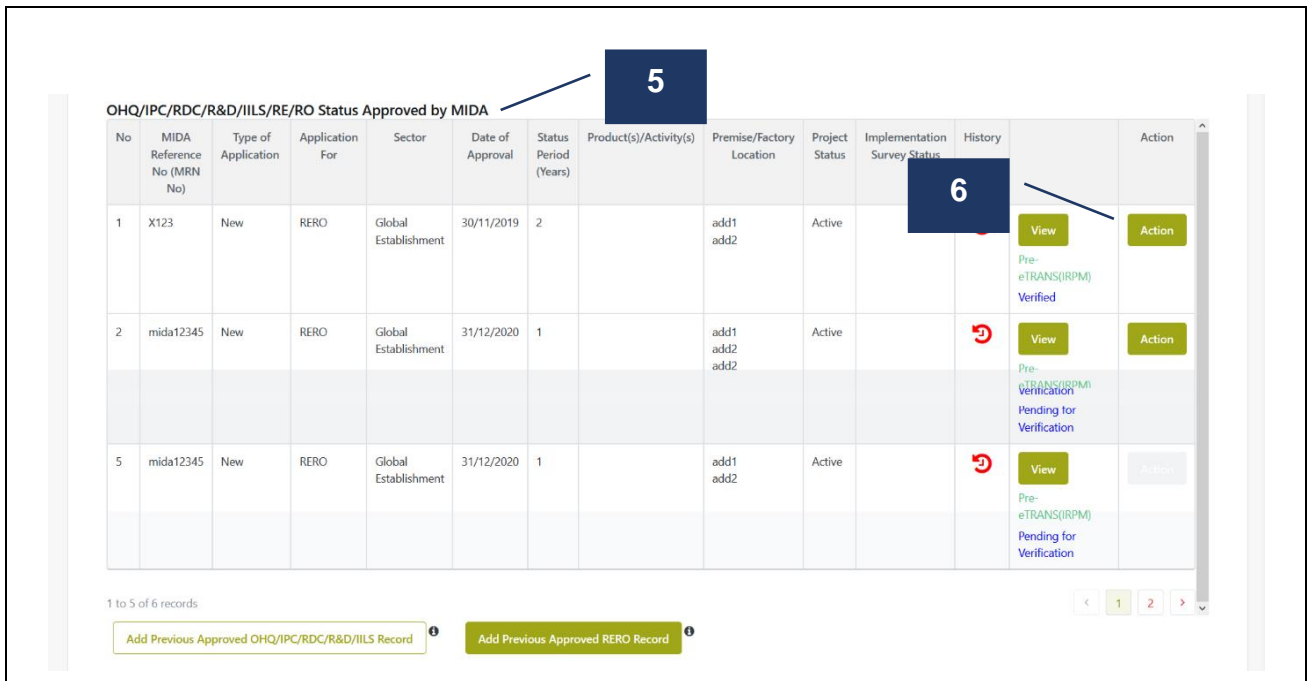 5
OHQ/IPC/RDC/R&D/IILS/RE/RO Status Approved by MIDA
No MIDA Reference No (MRN No) Type of Application Application For Sector Date of Approval Status Period (Years) Product(s)/Activity(s) Premise/Factory Location Project Status Implementation Survey Status History Action
6
1 X123 New RERO Global Establishment 30/11/2019 2 add1 add2 Active View Action
Pre-eTRANS(IRPM)
Verified
2 mida12345 New RERO Global Establishment 31/12/2020 1 add1 add2 add2 Active View Action
Pre-eTRANS(IRPM)
Verification
Pending for
Verification
5 mida12345 New RERO Global Establishment 31/12/2020 1 add1 add2 Active View Action
Pre-eTRANS(IRPM)
Pending for
Verification
1 to 5 of 6 records
< 1 2 >
Add Previous Approved OHQ/IPC/RDC/R&D/IILS Record Add Previous Approved RERO Record